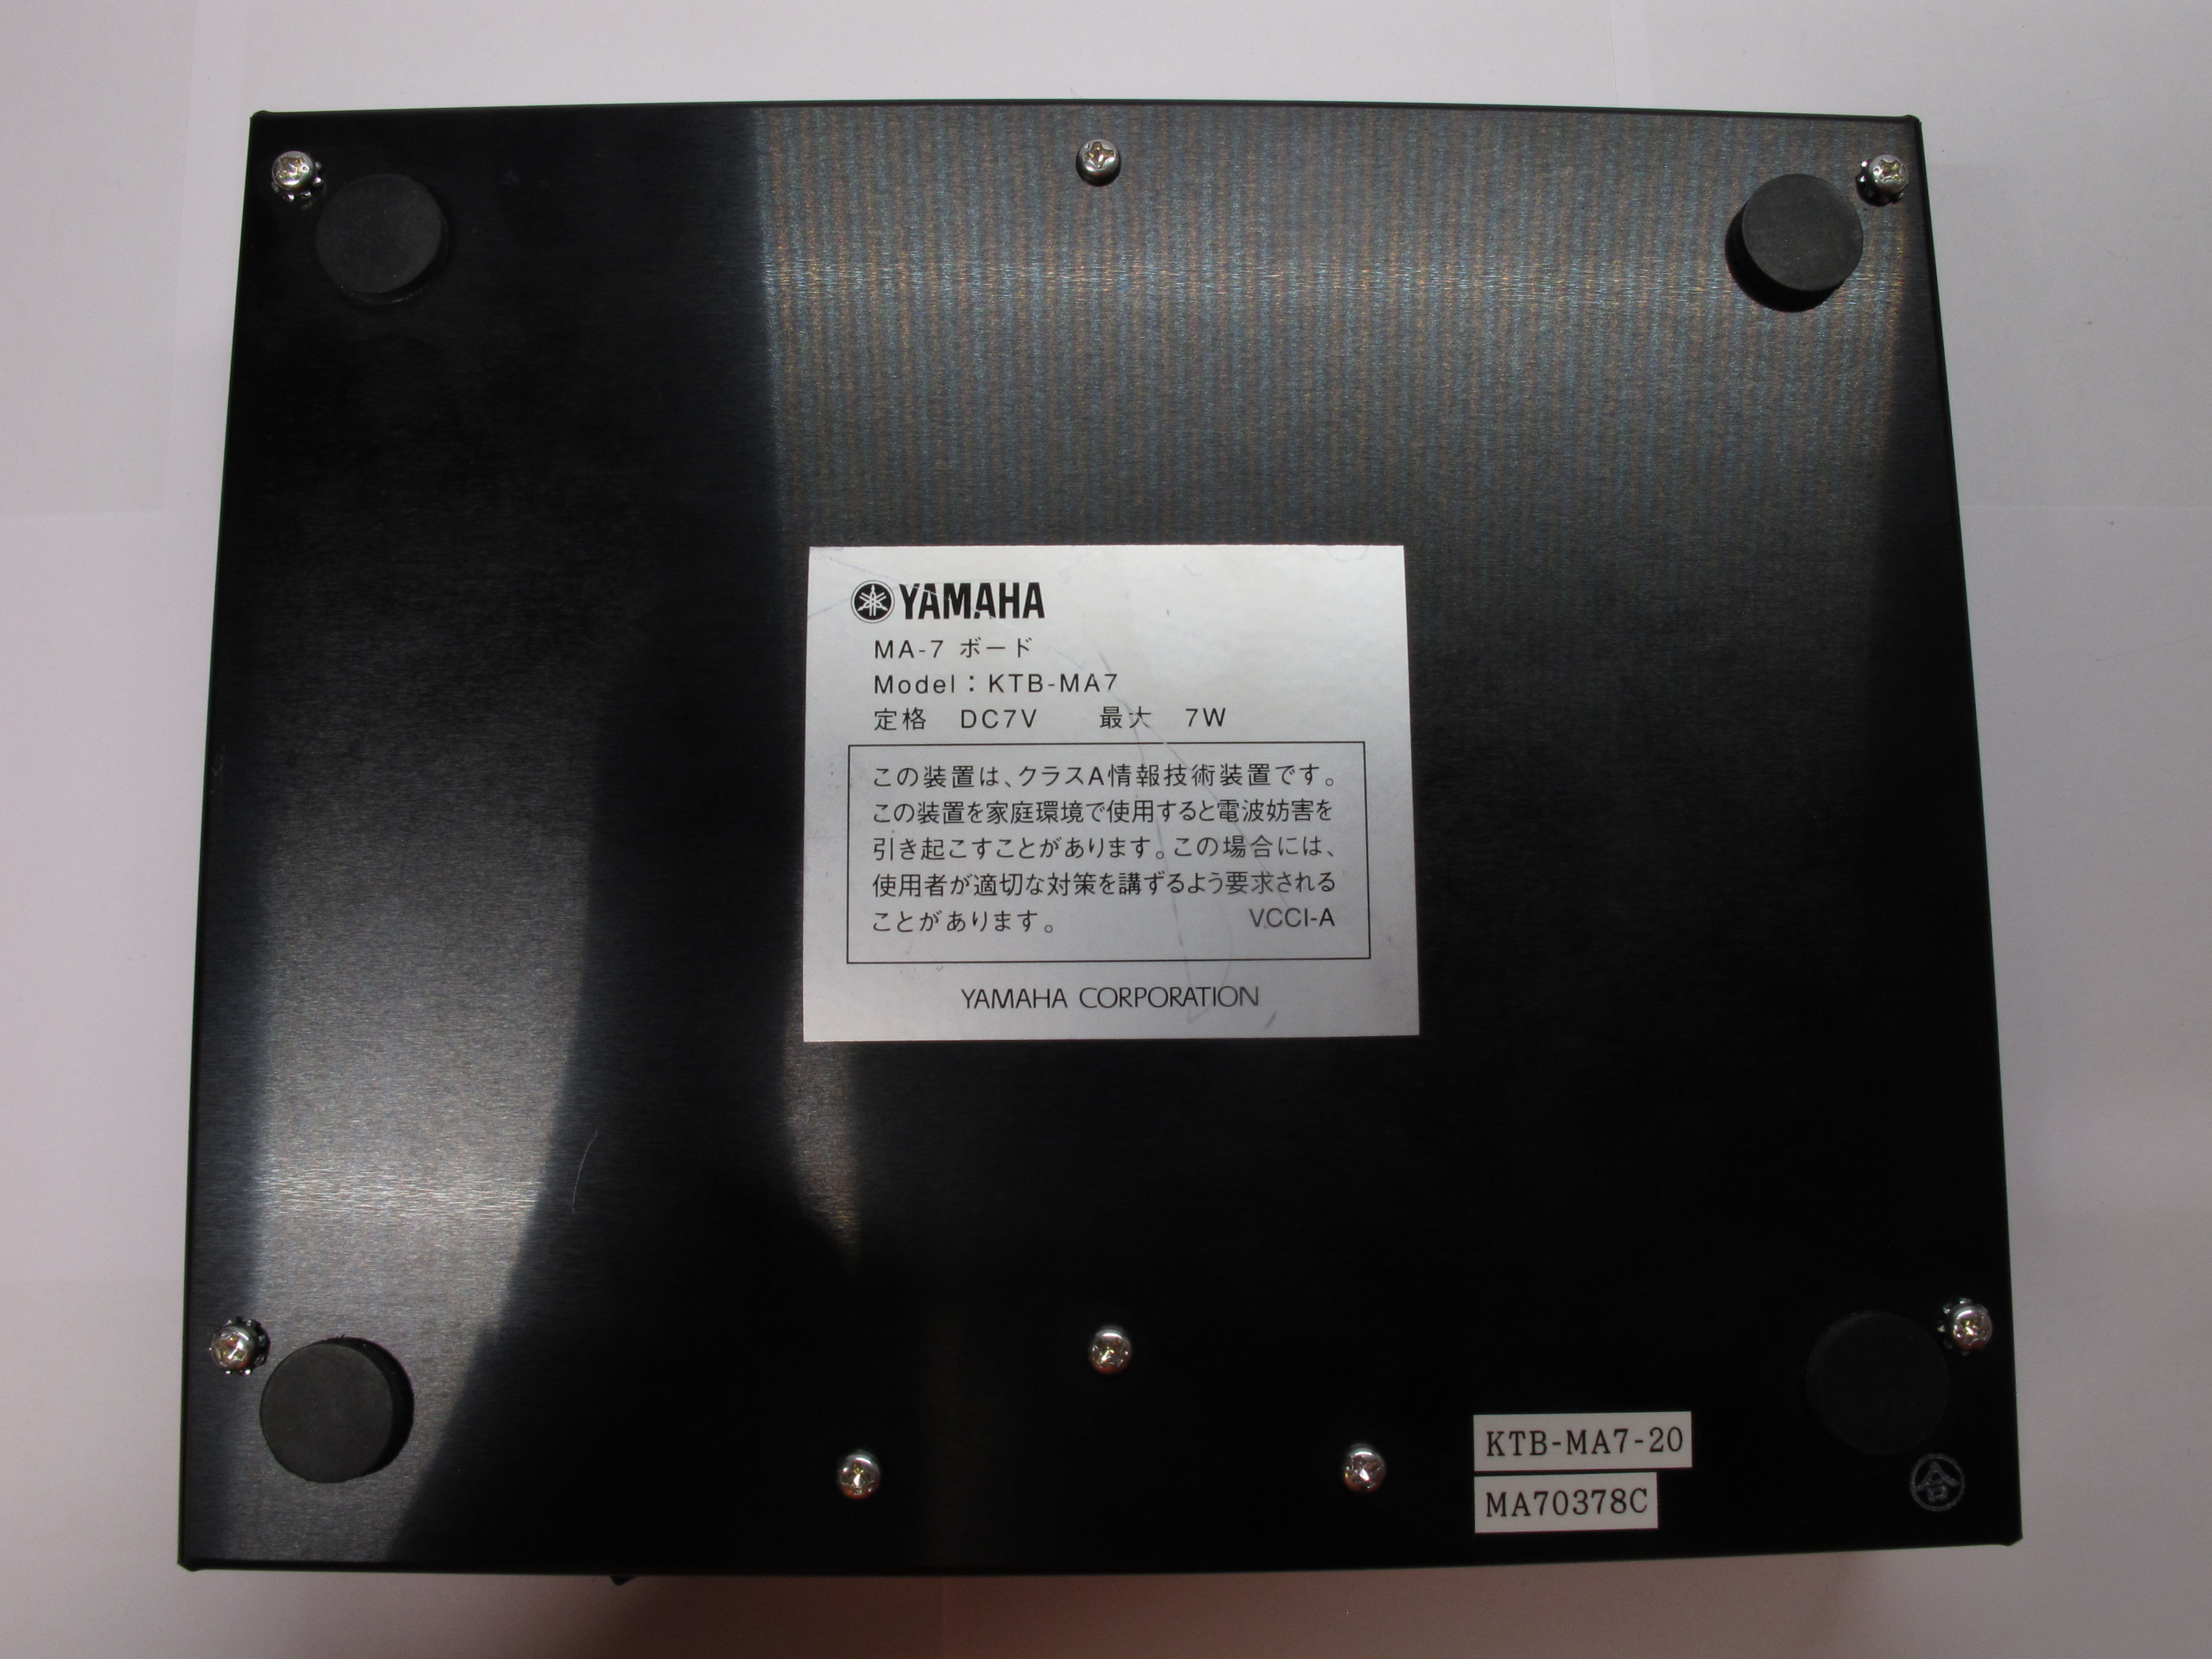 YAMAHA
MA-7 ボード
Model：KTB-MA7
定格 DC7V 最大 7W
この装置は、クラスA情報技術装置です。
この装置を家庭環境で使用すると電波妨害を
引き起こすことがあります。この場合には、
使用者が適切な対策を講ずるよう要求される
ことがあります。 VCCI-A
YAMAHA CORPORATION
KTB-MA7-20
MA70378C
合